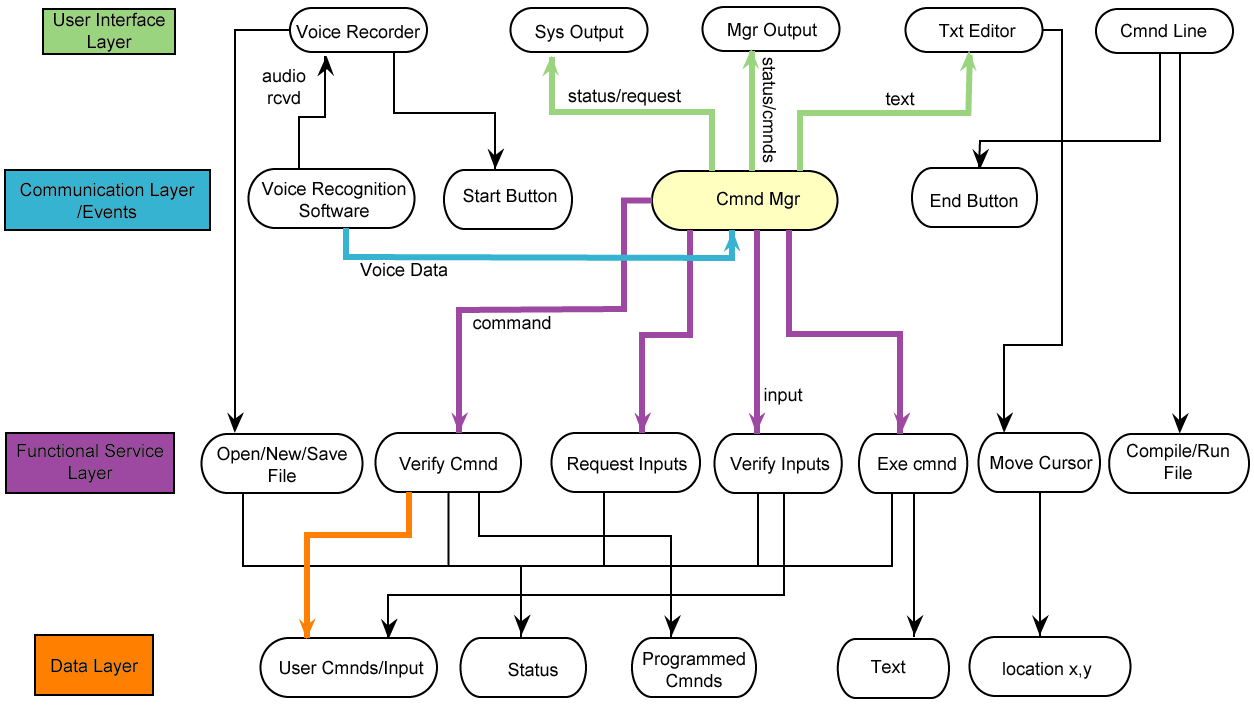 User Interface
Layer
Voice Recorder
Sys Output
Mgr Output
Txt Editor
Cmnd Line
audio
rcvd
status/request
status/cmnds
text
Communication Layer
/Events
Voice Recognition
Software
Start Button
Cmnd Mgr
End Button
Voice Data
command
input
Functional Service
Layer
Open/New/Save
File
Verify Cmnd
Request Inputs
Verify Inputs
Exe cmnd
Move Cursor
Compile/Run
File
Data Layer
User Cmnds/Input
Status
Programmed
Cmnds
Text
location x,y